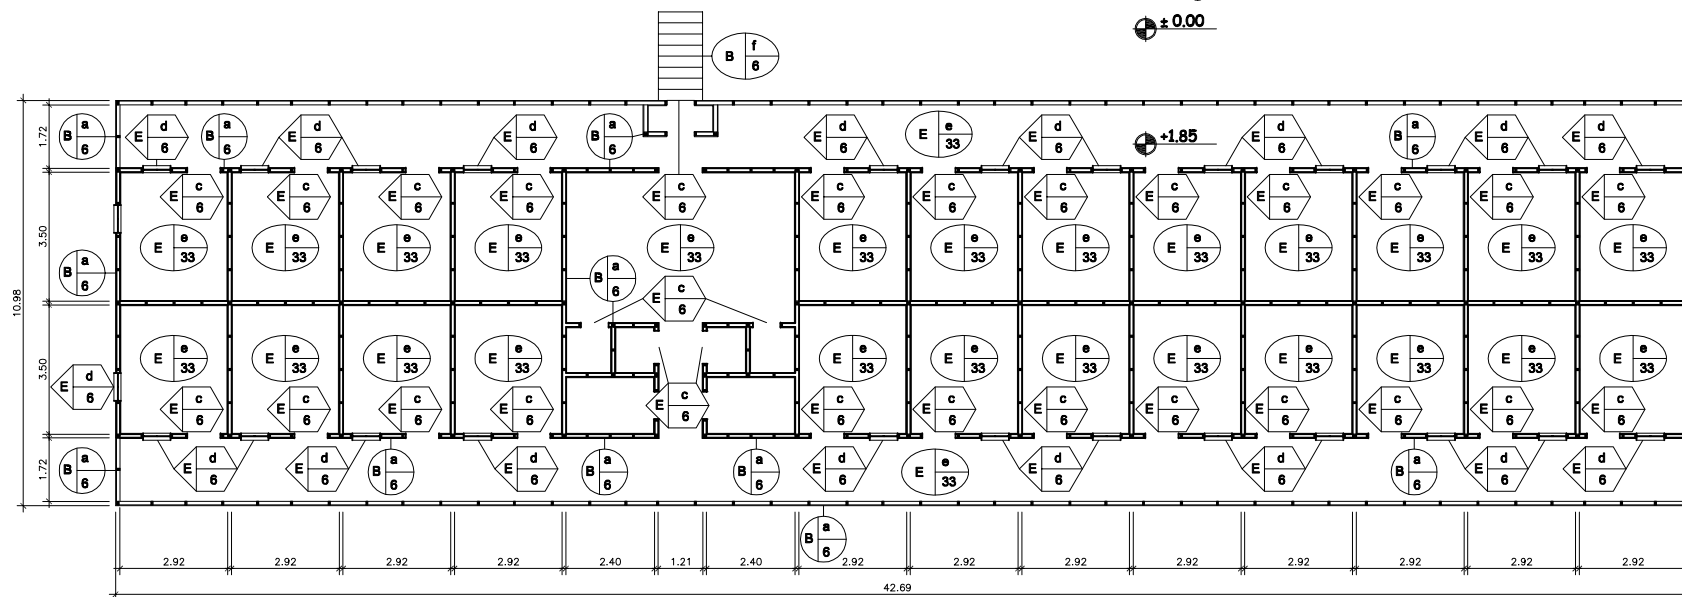 ± 0.00
B f 6
B a 6
E d 6
B a 6
E d 6
E d 6
B a 6
E d 6
E e 33
+1.85
E d 6
E d 6
B a 6
E d 6
E d 6
1.72
E c 6
E c 6
E c 6
E c 6
E c 6
E c 6
E c 6
E c 6
E c 6
E c 6
E c 6
E c 6
E c 6
3.50
E e 33
E e 33
E e 33
E e 33
E e 33
E e 33
E e 33
E e 33
E e 33
E e 33
E e 33
E e 33
E e 33
B a 6
B a 6
E c 6
10.98
3.50
E e 33
E e 33
E e 33
E e 33
E e 33
E e 33
E e 33
E e 33
E e 33
E e 33
E e 33
E e 33
E d 6
E c 6
E c 6
E c 6
E c 6
E c 6
E c 6
E c 6
E c 6
E c 6
E c 6
E c 6
E c 6
E c 6
1.72
B a 6
E d 6
E d 6
B a 6
E d 6
B a 6
B a 6
E d 6
E e 33
E d 6
E d 6
B a 6
E d 6
E d 6
B a 6
2.92
2.92
2.92
2.92
2.40
1.21
2.40
2.92
2.92
2.92
2.92
2.92
2.92
2.92
2.92
42.69